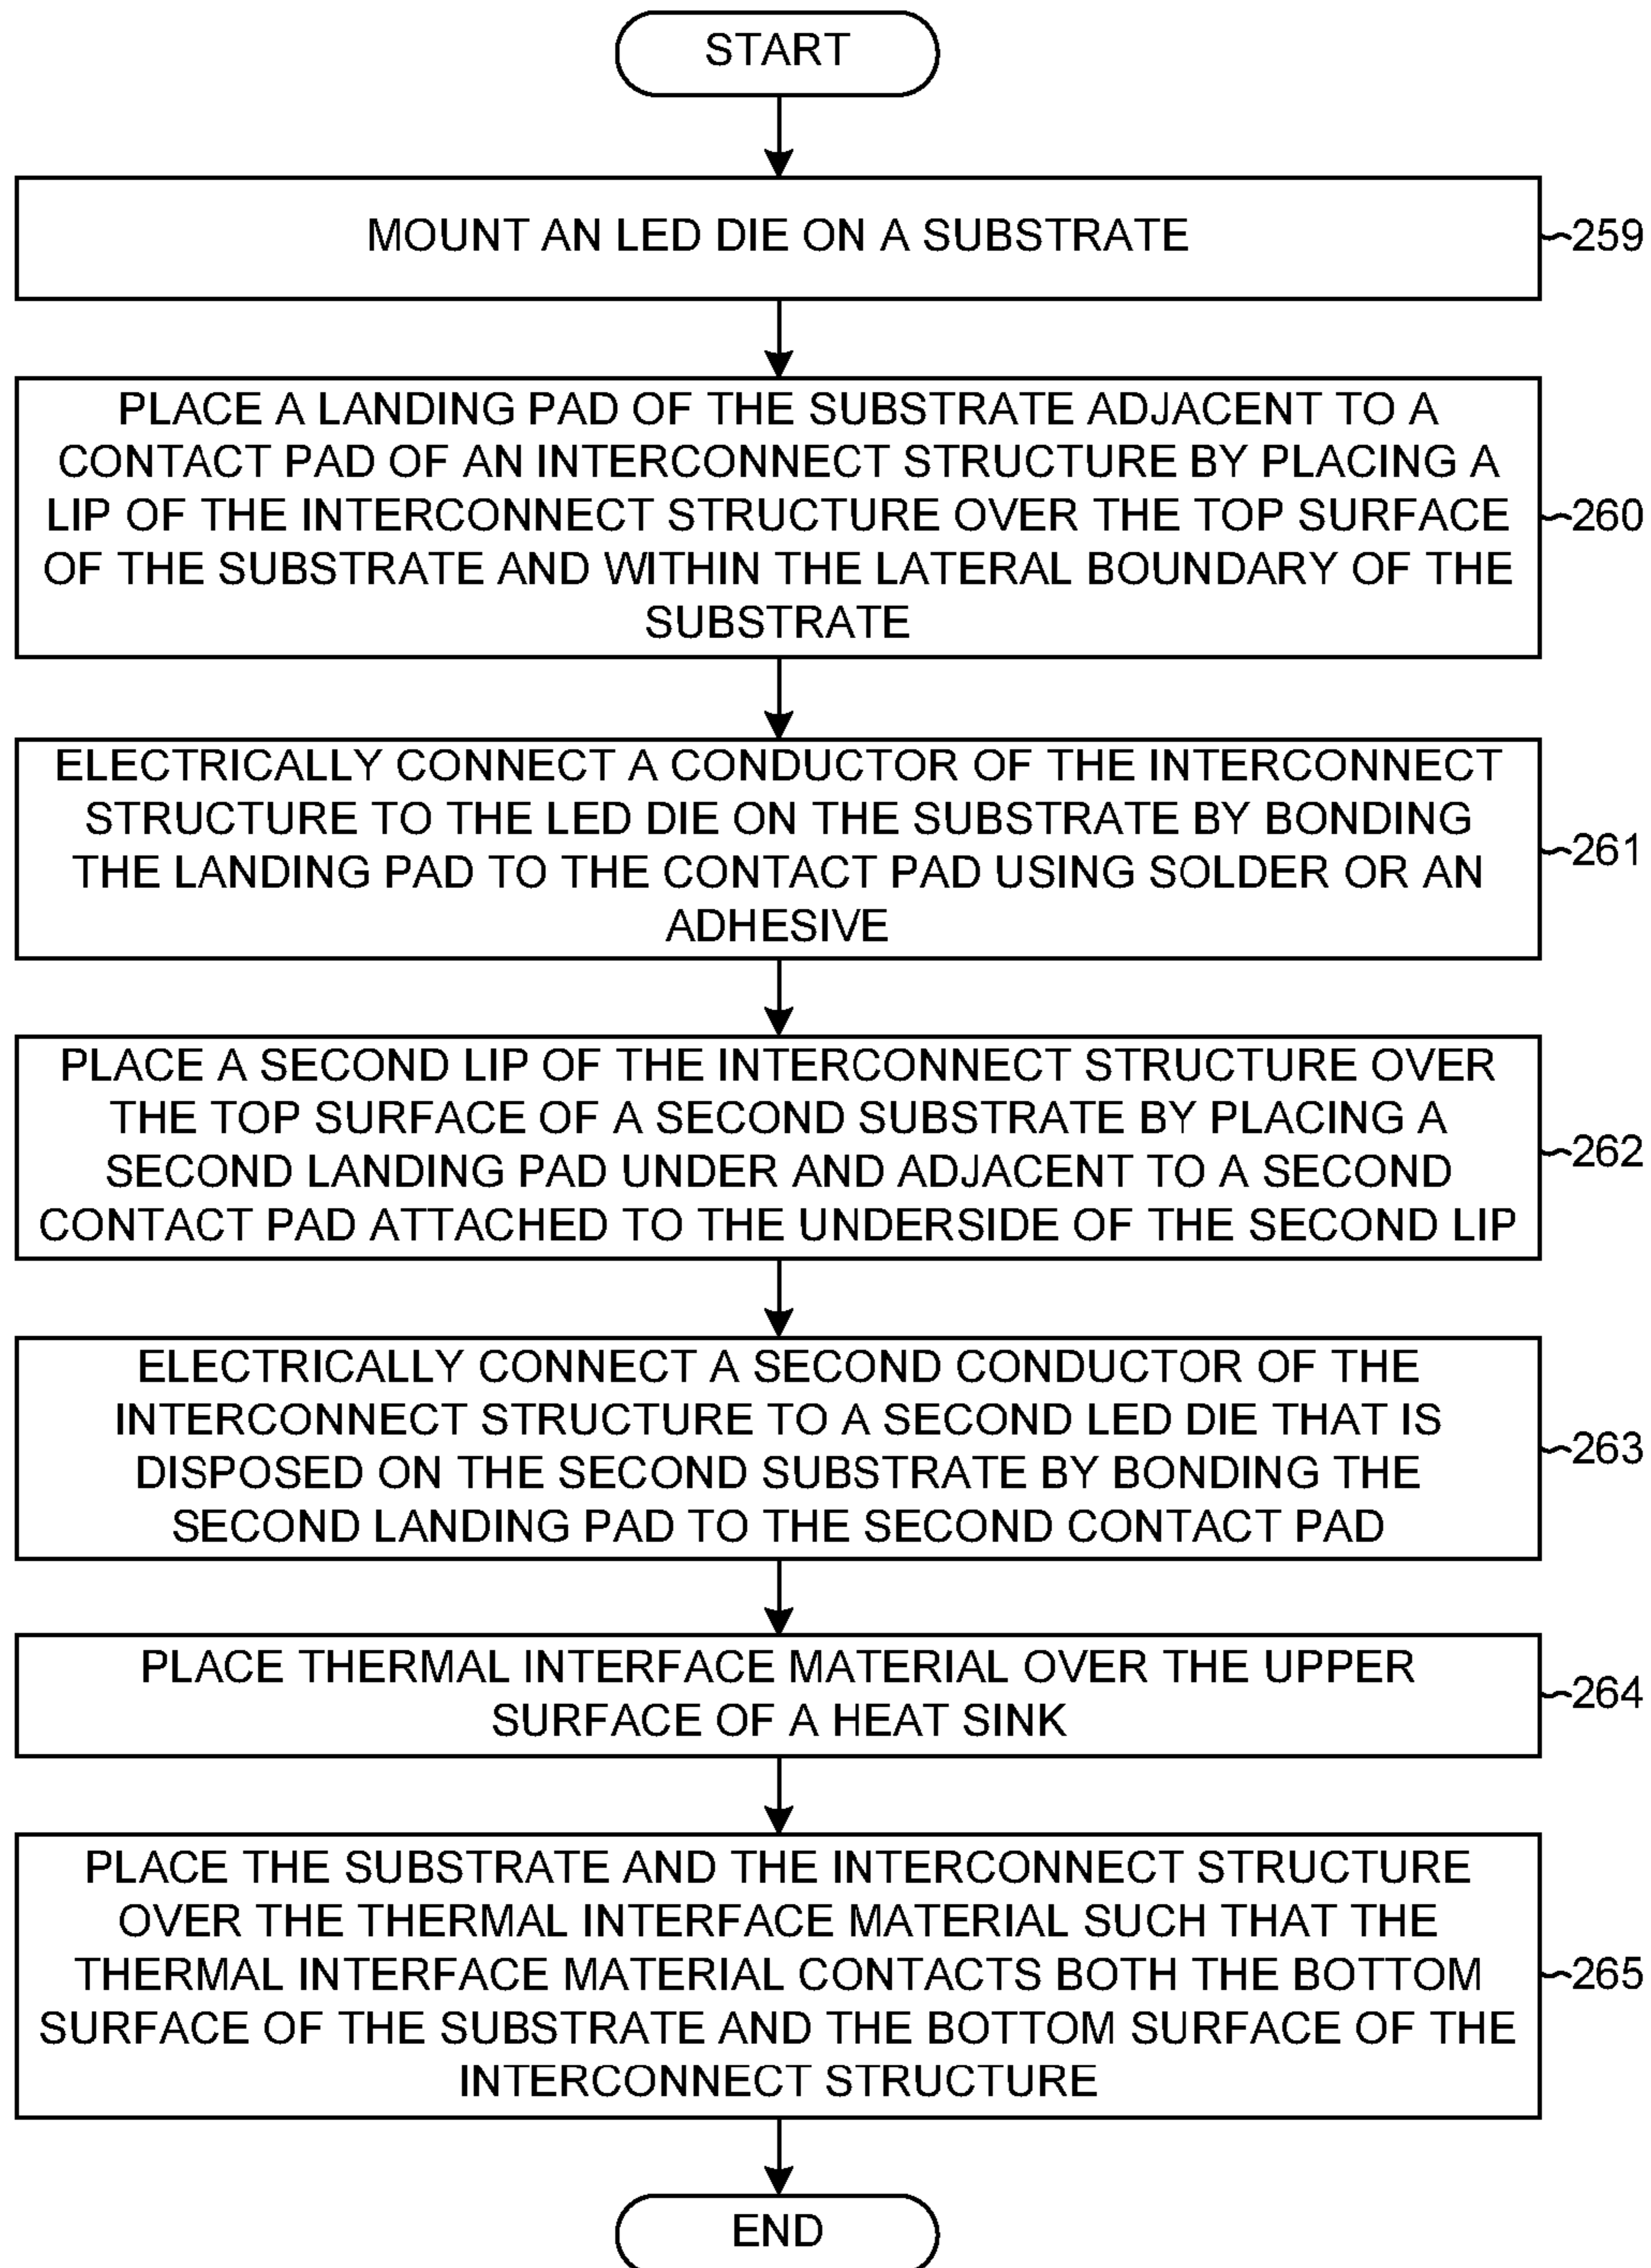 START
MOUNT AN LED DIE ON A SUBSTRATE
259
PLACE A LANDING PAD OF THE SUBSTRATE ADJACENT TO A
CONTACT PAD OF AN INTERCONNECT STRUCTURE BY PLACING A
LIP OF THE INTERCONNECT STRUCTURE OVER THE TOP SURFACE
OF THE SUBSTRATE AND WITHIN THE LATERAL BOUNDARY OF THE
SUBSTRATE
260
ELECTRICALLY CONNECT A CONDUCTOR OF THE INTERCONNECT
STRUCTURE TO THE LED DIE ON THE SUBSTRATE BY BONDING
THE LANDING PAD TO THE CONTACT PAD USING SOLDER OR AN
ADHESIVE
261
PLACE A SECOND LIP OF THE INTERCONNECT STRUCTURE OVER
THE TOP SURFACE OF A SECOND SUBSTRATE BY PLACING A
SECOND LANDING PAD UNDER AND ADJACENT TO A SECOND
CONTACT PAD ATTACHED TO THE UNDERSIDE OF THE SECOND LIP
262
ELECTRICALLY CONNECT A SECOND CONDUCTOR OF THE
INTERCONNECT STRUCTURE TO A SECOND LED DIE THAT IS
DISPOSED ON THE SECOND SUBSTRATE BY BONDING THE
SECOND LANDING PAD TO THE SECOND CONTACT PAD
263
PLACE THERMAL INTERFACE MATERIAL OVER THE UPPER
SURFACE OF A HEAT SINK
264
PLACE THE SUBSTRATE AND THE INTERCONNECT STRUCTURE
OVER THE THERMAL INTERFACE MATERIAL SUCH THAT THE
THERMAL INTERFACE MATERIAL CONTACTS BOTH THE BOTTOM
SURFACE OF THE SUBSTRATE AND THE BOTTOM SURFACE OF THE
INTERCONNECT STRUCTURE
265
END